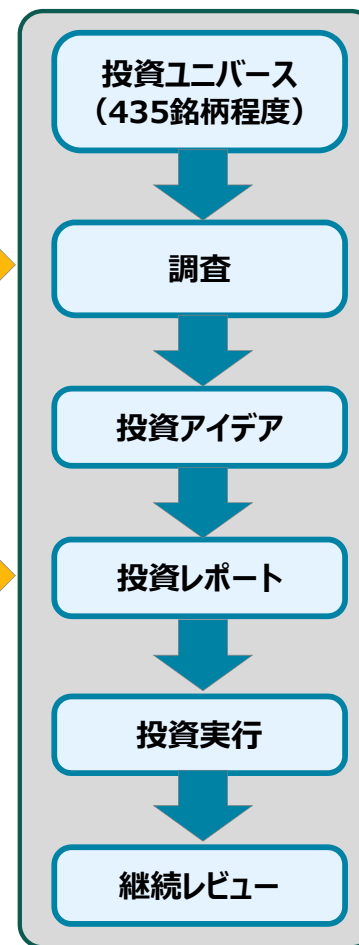 投資ユニバース
（435銘柄程度）
調査
投資アイデア
投資レポート
投資実行
継続レビュー